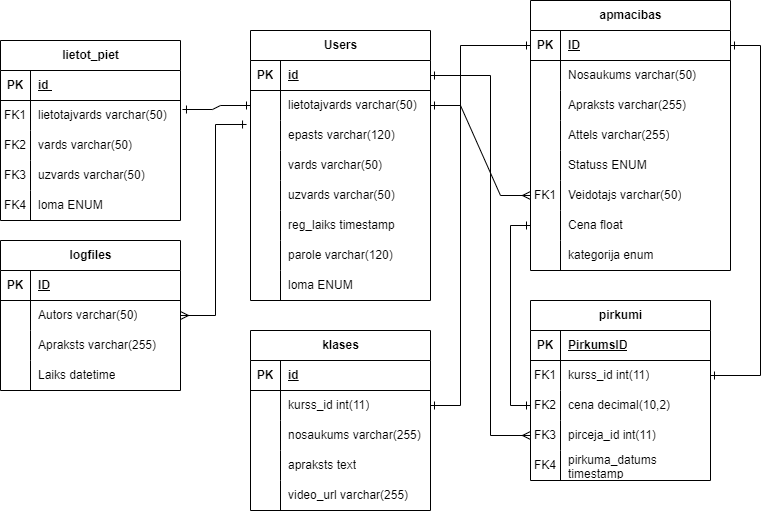 lietot_piet
PK id
FK1 lietotajvards varchar(50)
FK2 vards varchar(50)
FK3 uzvards varchar(50)
FK4 loma ENUM
logfiles
PK ID
Autors varchar(50)
Apraksts varchar(255)
Laiks datetime
Users
PK id
lietotajvards varchar(50)
epasts varchar(120)
vards varchar(50)
uzvards varchar(50)
reg_laiks timestamp
parole varchar(120)
loma ENUM
klases
PK id
kurss_id int(11)
nosaukums varchar(255)
apraksts text
video_url varchar(255)
apmacibas
PK ID
Nosaukums varchar(50)
Apraksts varchar(255)
Attels varchar(255)
Statuss ENUM
FK1 Veidotajs varchar(50)
Cena float
kategorija enum
pirkumi
PK PirkumsID
FK1 kurss_id int(11)
FK2 cena decimal(10,2)
FK3 pirceja_id int(11)
FK4 pirkuma_datums
timestamp